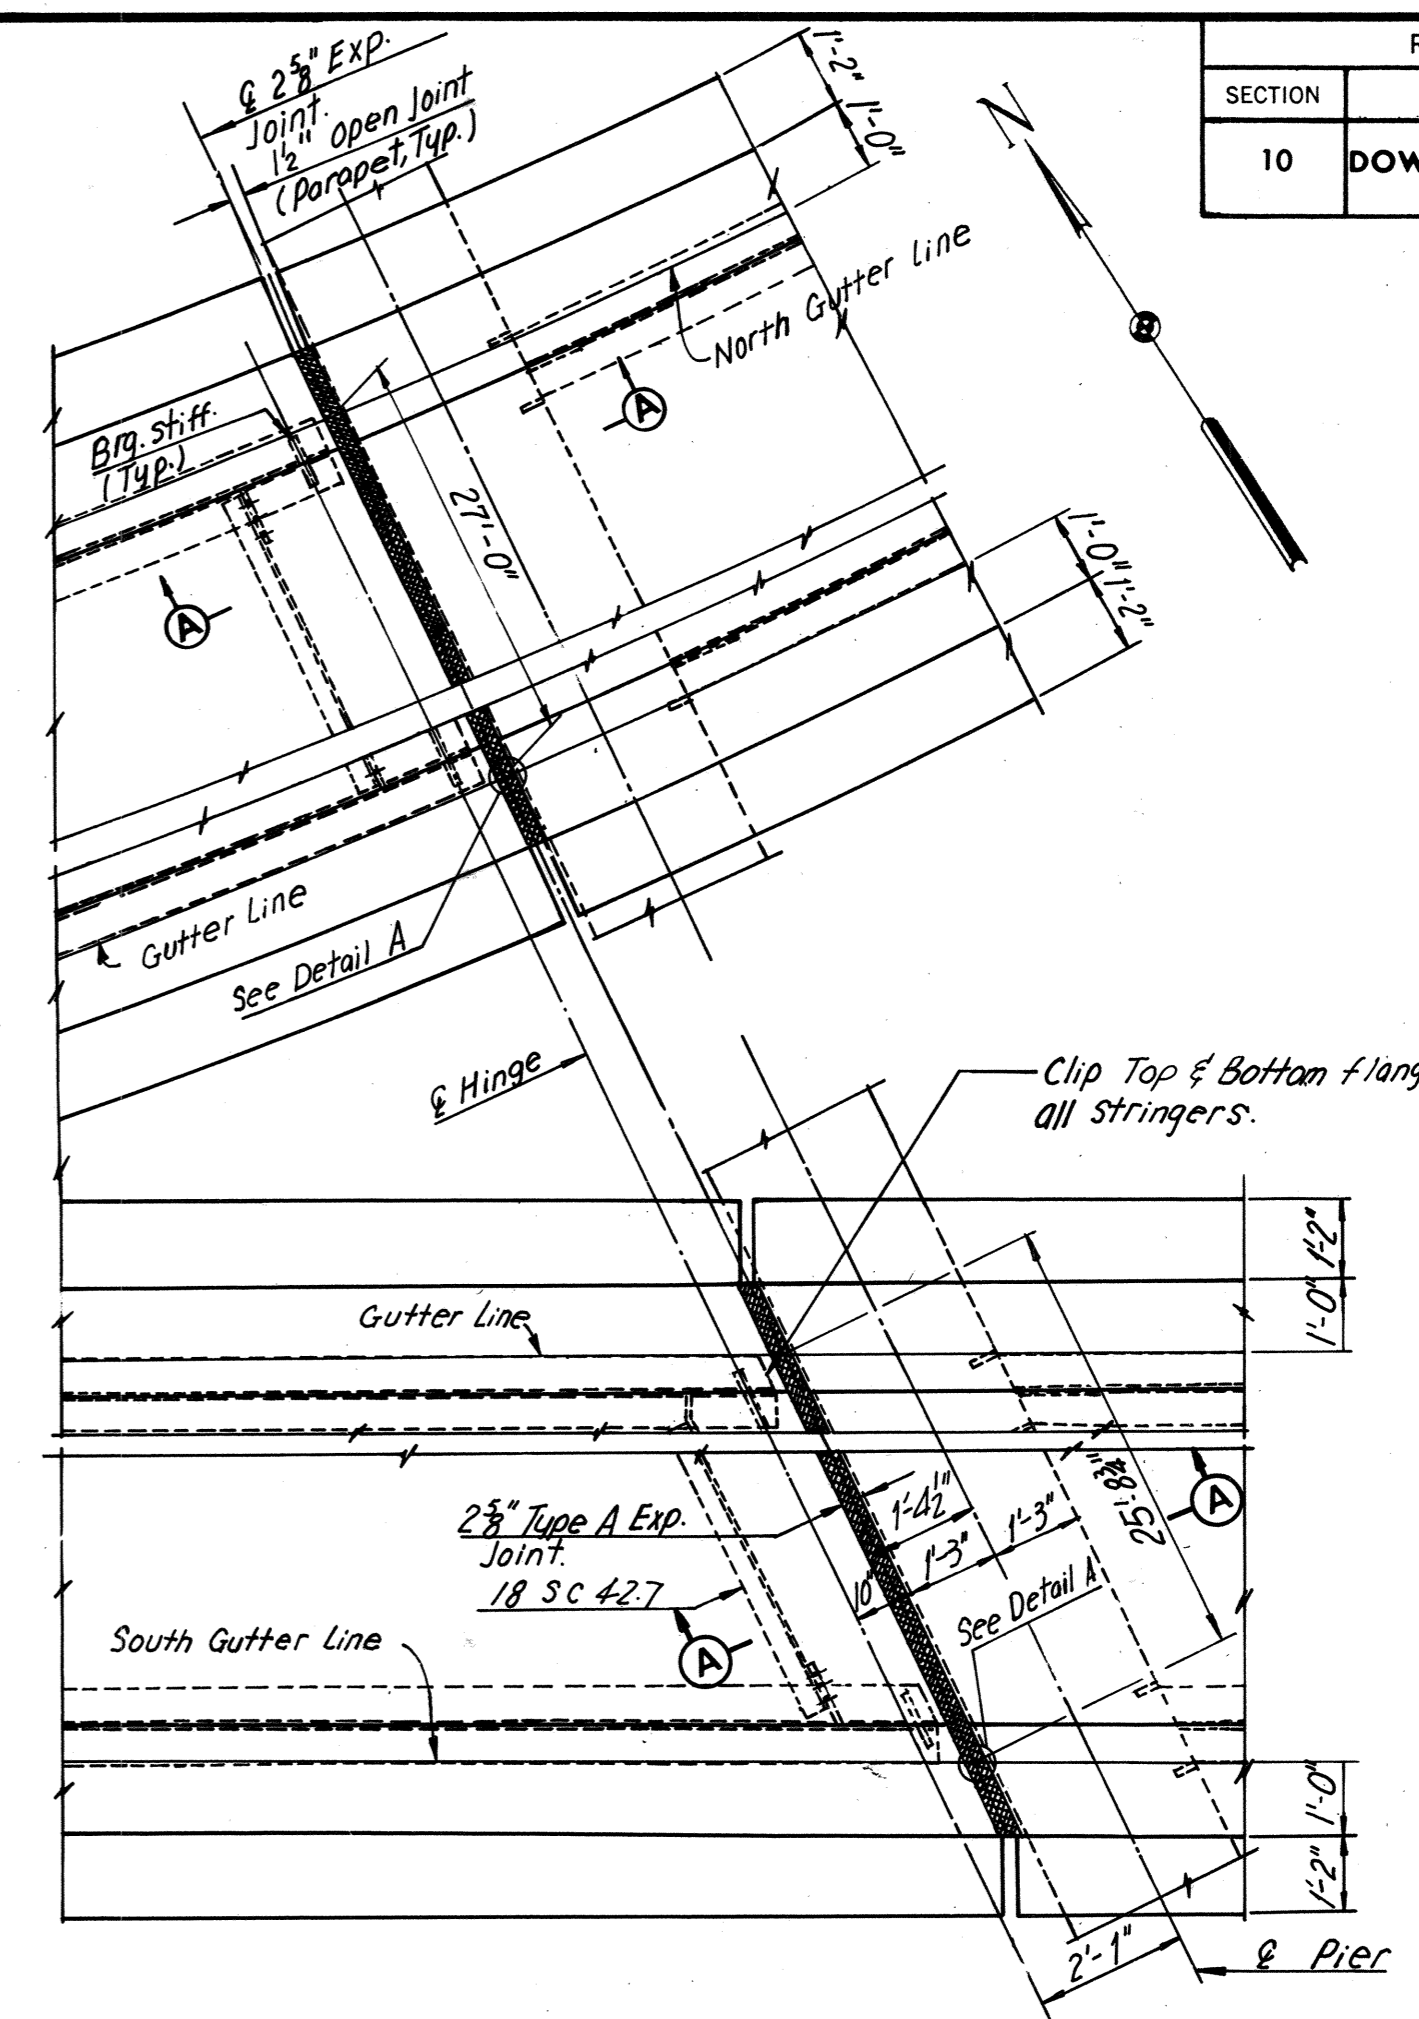 ℄ 2⅝" Exp.
Joint.
1½" open Joint
(Parapet, Typ.)
1'-2"
1'-0"
N
SECTION
10
North Gutter Line
A
Brg. stiff.
(Typ.)
A
27'-0"
1'-0"
1'-2"
Gutter Line
See Detail A
℄ Hinge
Clip Top & Bottom flang
all stringers.
1'-2"
1'-0"
Gutter Line
2⅝" Type A Exp.
Joint.
18 SC 42.7
1'-4½"
1'-3"
1'-3"
10"
25'-8¾"
A
See Detail A
A
South Gutter Line
1'-0"
1'-2"
2'-1"
℄ Pier